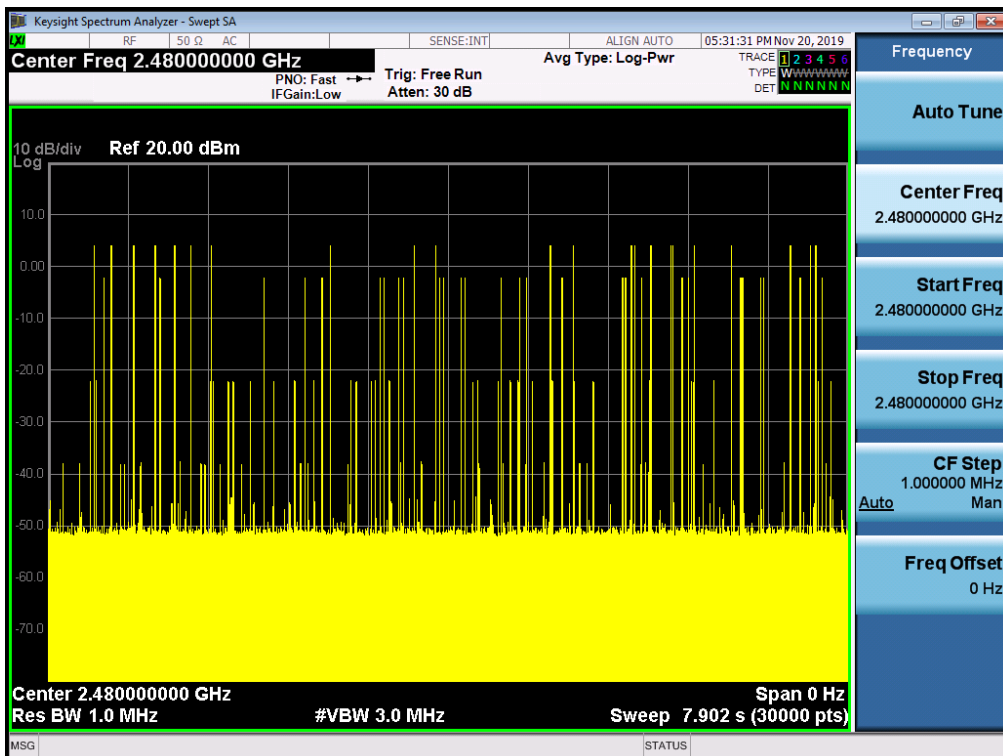 Keysight Spectrum Analyzer - Swept SA
LXI RF 50 Ω AC SENSE:INT ALIGN AUTO 05:31:31 PM Nov 20, 2019
Center Freq 2.480000000 GHz Avg Type: Log-Pwr TRACE 1 2 3 4 5 6
PNO: Fast Trig: Free Run TYPE WWWWWW
IFGain:Low Atten: 30 dB DET N N N N N N
Frequency
10 dB/div Ref 20.00 dBm
Log
10.0
0.00
-10.0
-20.0
-30.0
-40.0
-50.0
-60.0
-70.0
Center 2.480000000 GHz Span 0 Hz
Res BW 1.0 MHz #VBW 3.0 MHz Sweep 7.902 s (30000 pts)
MSG STATUS
Auto Tune
Center Freq
2.480000000 GHz
Start Freq
2.480000000 GHz
Stop Freq
2.480000000 GHz
CF Step
1.000000 MHz
Auto Man
Freq Offset
0 Hz